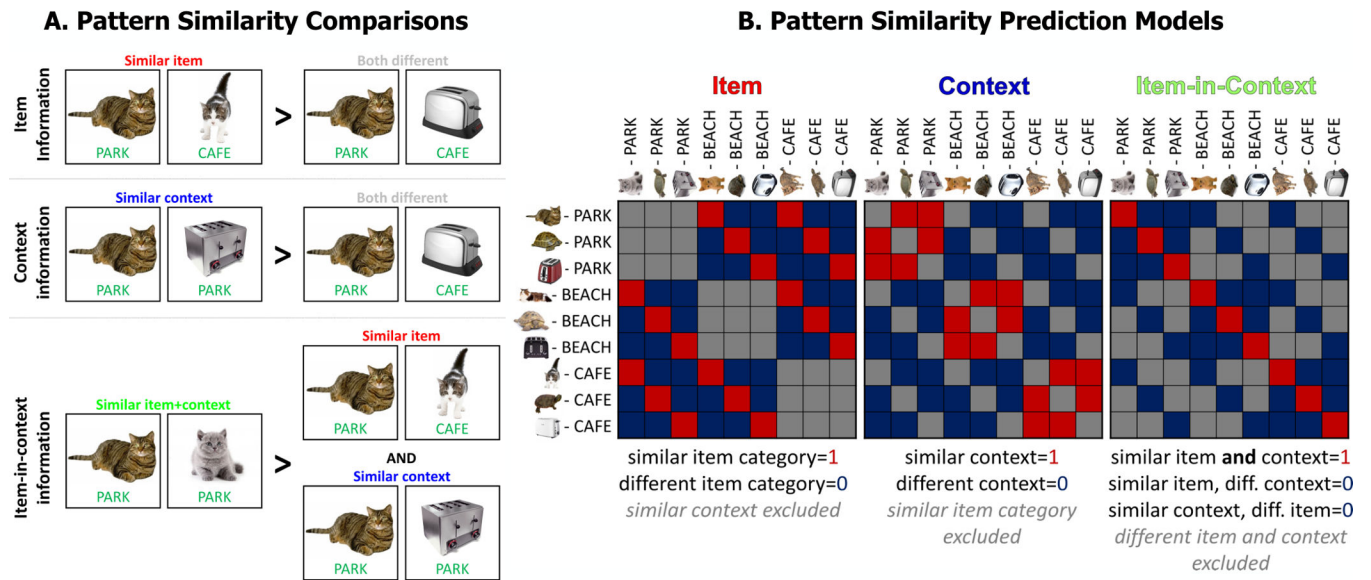 A. Pattern Similarity Comparisons
Item
Information
Similar item
PARK
CAFE
>
Both different
PARK
CAFE
Context
information
Similar context
PARK
PARK
>
Both different
PARK
CAFE
Item-in-context
information
Similar item+context
PARK
PARK
>
Similar item
PARK
CAFE
AND
Similar context
PARK
PARK
B. Pattern Similarity Prediction Models
Item
Context
Item-in-Context
- PARK
- PARK
- PARK
- BEACH
- BEACH
- BEACH
- CAFE
- CAFE
- CAFE
- PARK
- PARK
- PARK
- BEACH
- BEACH
- BEACH
- CAFE
- CAFE
- CAFE
- PARK
- PARK
- PARK
- BEACH
- BEACH
- BEACH
- CAFE
- CAFE
- CAFE
- PARK
- PARK
- PARK
- BEACH
- BEACH
- BEACH
- CAFE
- CAFE
- CAFE
similar item category=1
different item category=0
similar context excluded
similar context=1
different context=0
similar item category
excluded
similar item and context=1
similar item, diff. context=0
similar context, diff. item=0
different item and context
excluded